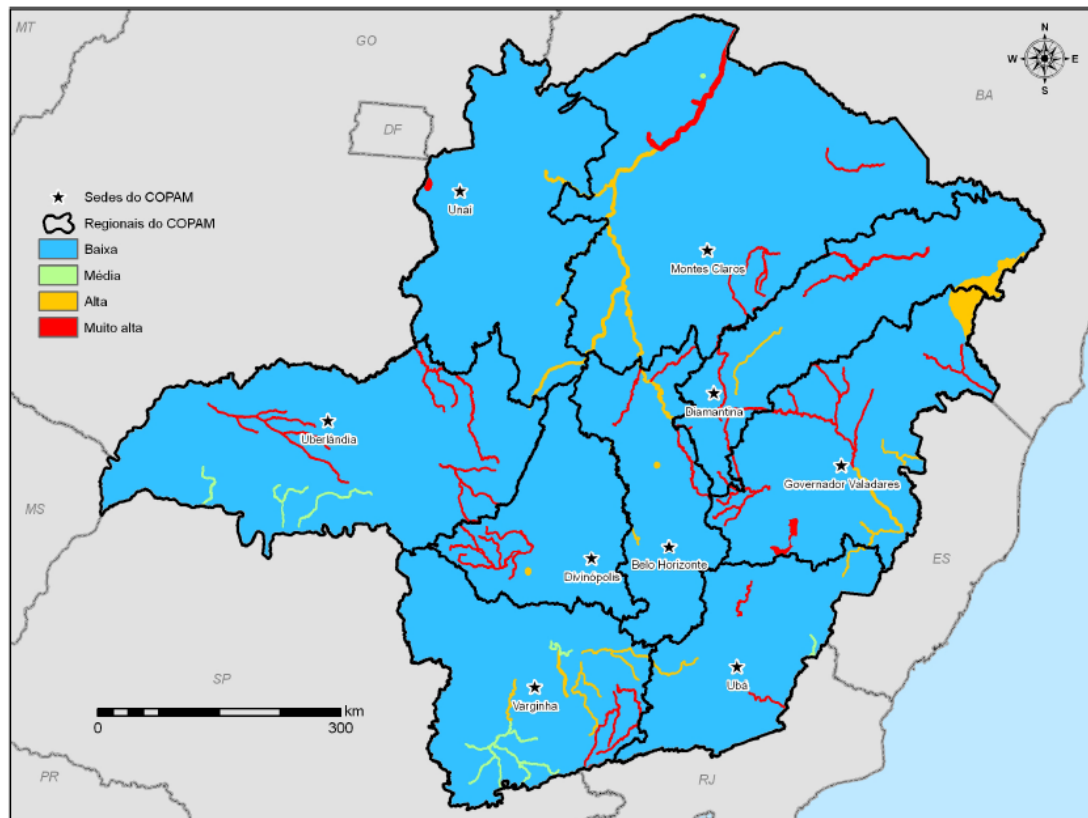 MT
GO
N
W E
S
BA
DF
Sedes do COPAM
Regionais do COPAM
Baixa
Média
Alta
Muito alta
Unaí
Montes Claros
Diamantina
Uberlândia
Governador Valadares
MS
Divinópolis
Belo Horizonte
ES
SP
Varginha
Ubá
km
0 300
PR
RJ